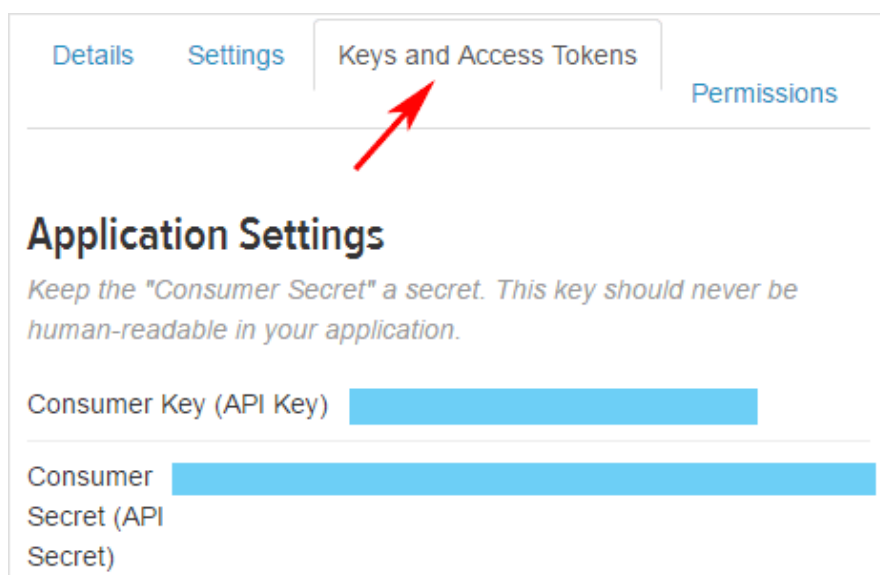 Details Settings Keys and Access Tokens
Permissions
Application Settings
Keep the "Consumer Secret" a secret. This key should never be
human-readable in your application.
Consumer Key (API Key)
Consumer
Secret (API
Secret)